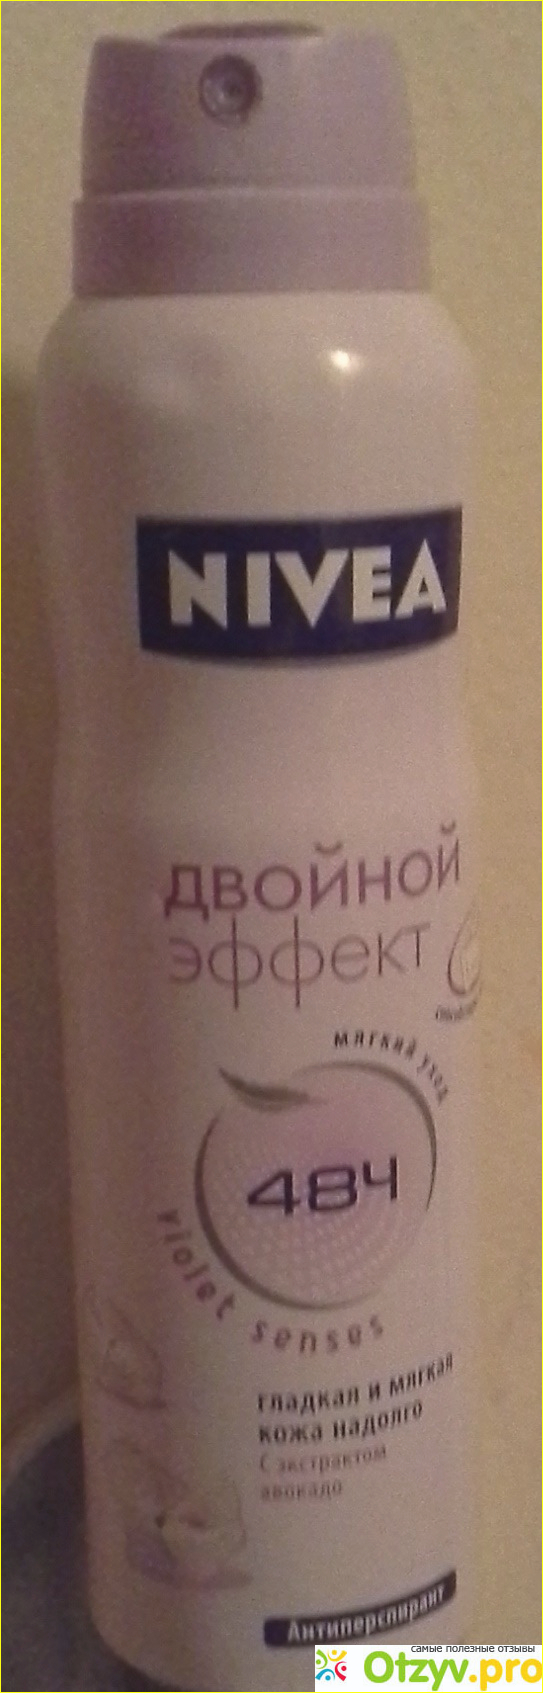 NIVEA
двойной
эффект
мягкий уход
48ч
violet senses
гладкая и мягкая
кожа надолго
С экстрактом
авокадо
Антиперспирант
самые полезные отзывы
Otzyv.pro